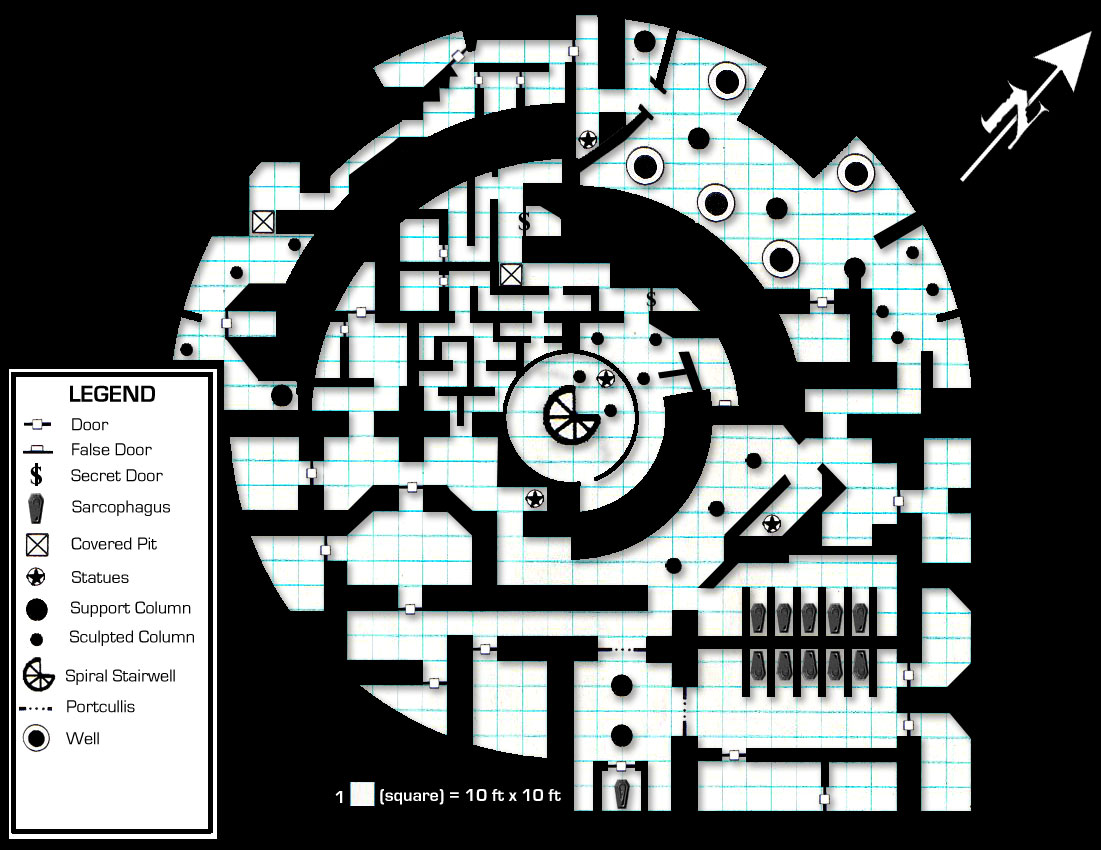 N
S
S
LEGEND
Door
False Door
S Secret Door
Sarcophagus
Covered Pit
Statues
Support Column
Sculpted Column
Spiral Stairwell
Portcullis
Well
1 (square) = 10 ft x 10 ft